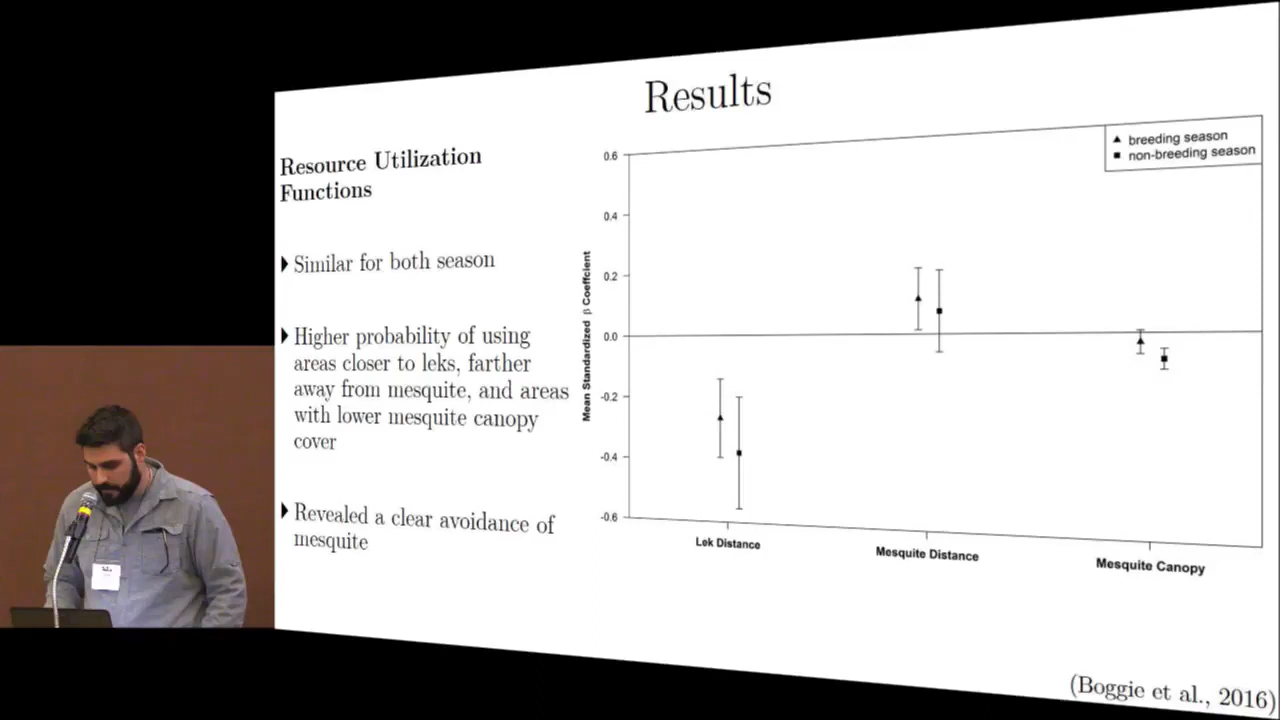 Results
Resource Utilization
Functions
Similar for both season
Higher probability of using
areas closer to leks, farther
away from mesquite, and areas
with lower mesquite canopy
cover
Revealed a clear avoidance of
mesquite
breeding season
non-breeding season
Mean Standardized β Coeffcient
0.6
0.4
0.2
0.0
-0.2
-0.4
-0.6
Lek Distance
Mesquite Distance
Mesquite Canopy
(Boggie et al., 2016)